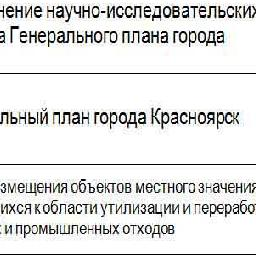 нение научно-исследовательских
а Генерального плана города
льный план города Красноярск
змещения объектов местного значения
ихся к области утилизации и переработ
х и промышленных отходов